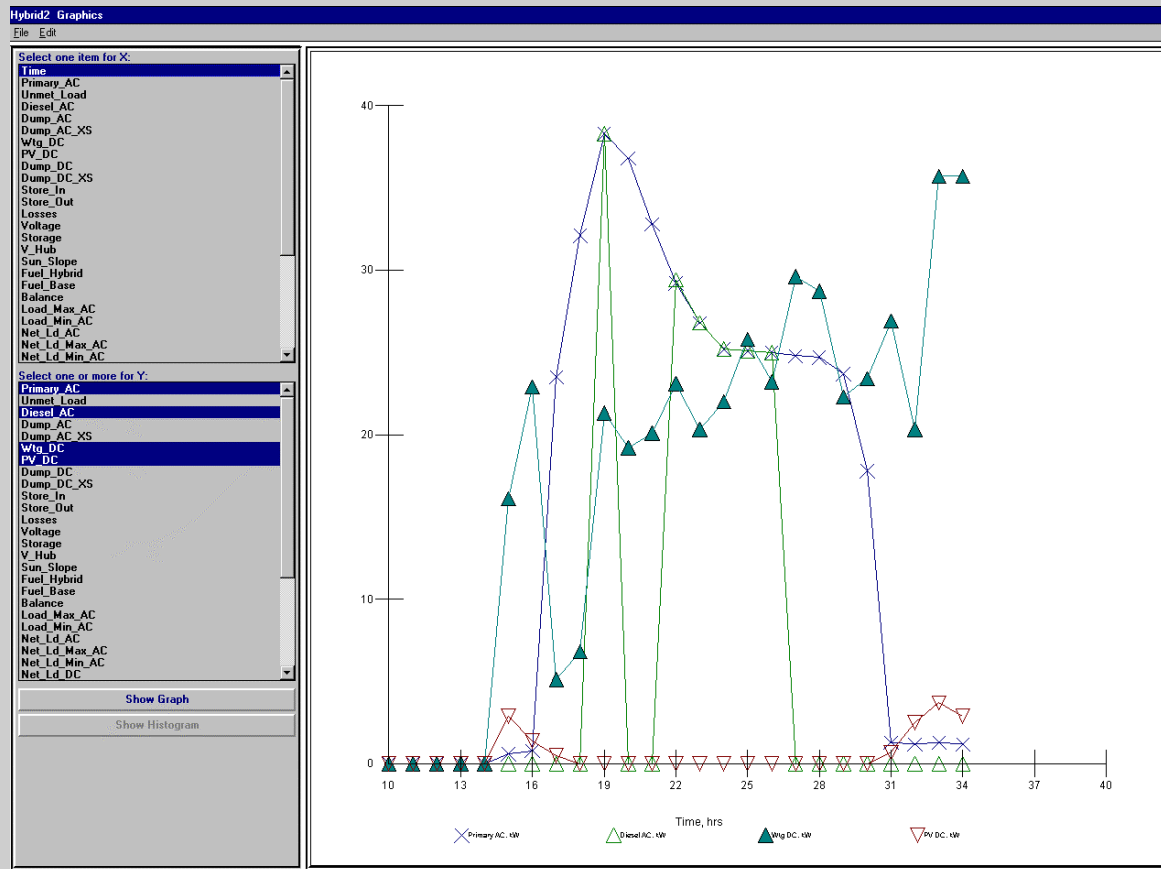 Hybrid2 Graphics
File Edit
Select one item for X:
Time
Primary_AC
Unmet_Load
Diesel_AC
Dump_AC
Dump_AC_XS
Wtg_DC
PV_DC
Dump_DC
Dump_DC_XS
Store_In
Store_Out
Losses
Voltage
Storage
V_Hub
Sun_Slope
Fuel_Hybrid
Fuel_Base
Balance
Load_Max_AC
Load_Min_AC
Net_Ld_AC
Net_Ld_Max_AC
Net_Ld_Min_AC
Select one or more for Y:
Primary_AC
Unmet_Load
Diesel_AC
Dump_AC
Dump_AC_XS
Wtg_DC
PV_DC
Dump_DC
Dump_DC_XS
Store_In
Store_Out
Losses
Voltage
Storage
V_Hub
Sun_Slope
Fuel_Hybrid
Fuel_Base
Balance
Load_Max_AC
Load_Min_AC
Net_Ld_AC
Net_Ld_Max_AC
Net_Ld_Min_AC
Net_Ld_DC
Show Graph
Show Histogram
40
30
20
10
0
10 13 16 19 22 25 28 31 34 37 40
Time, hrs
Primary AC. kW Diesel AC. kW Wtg DC. kW PV DC. kW